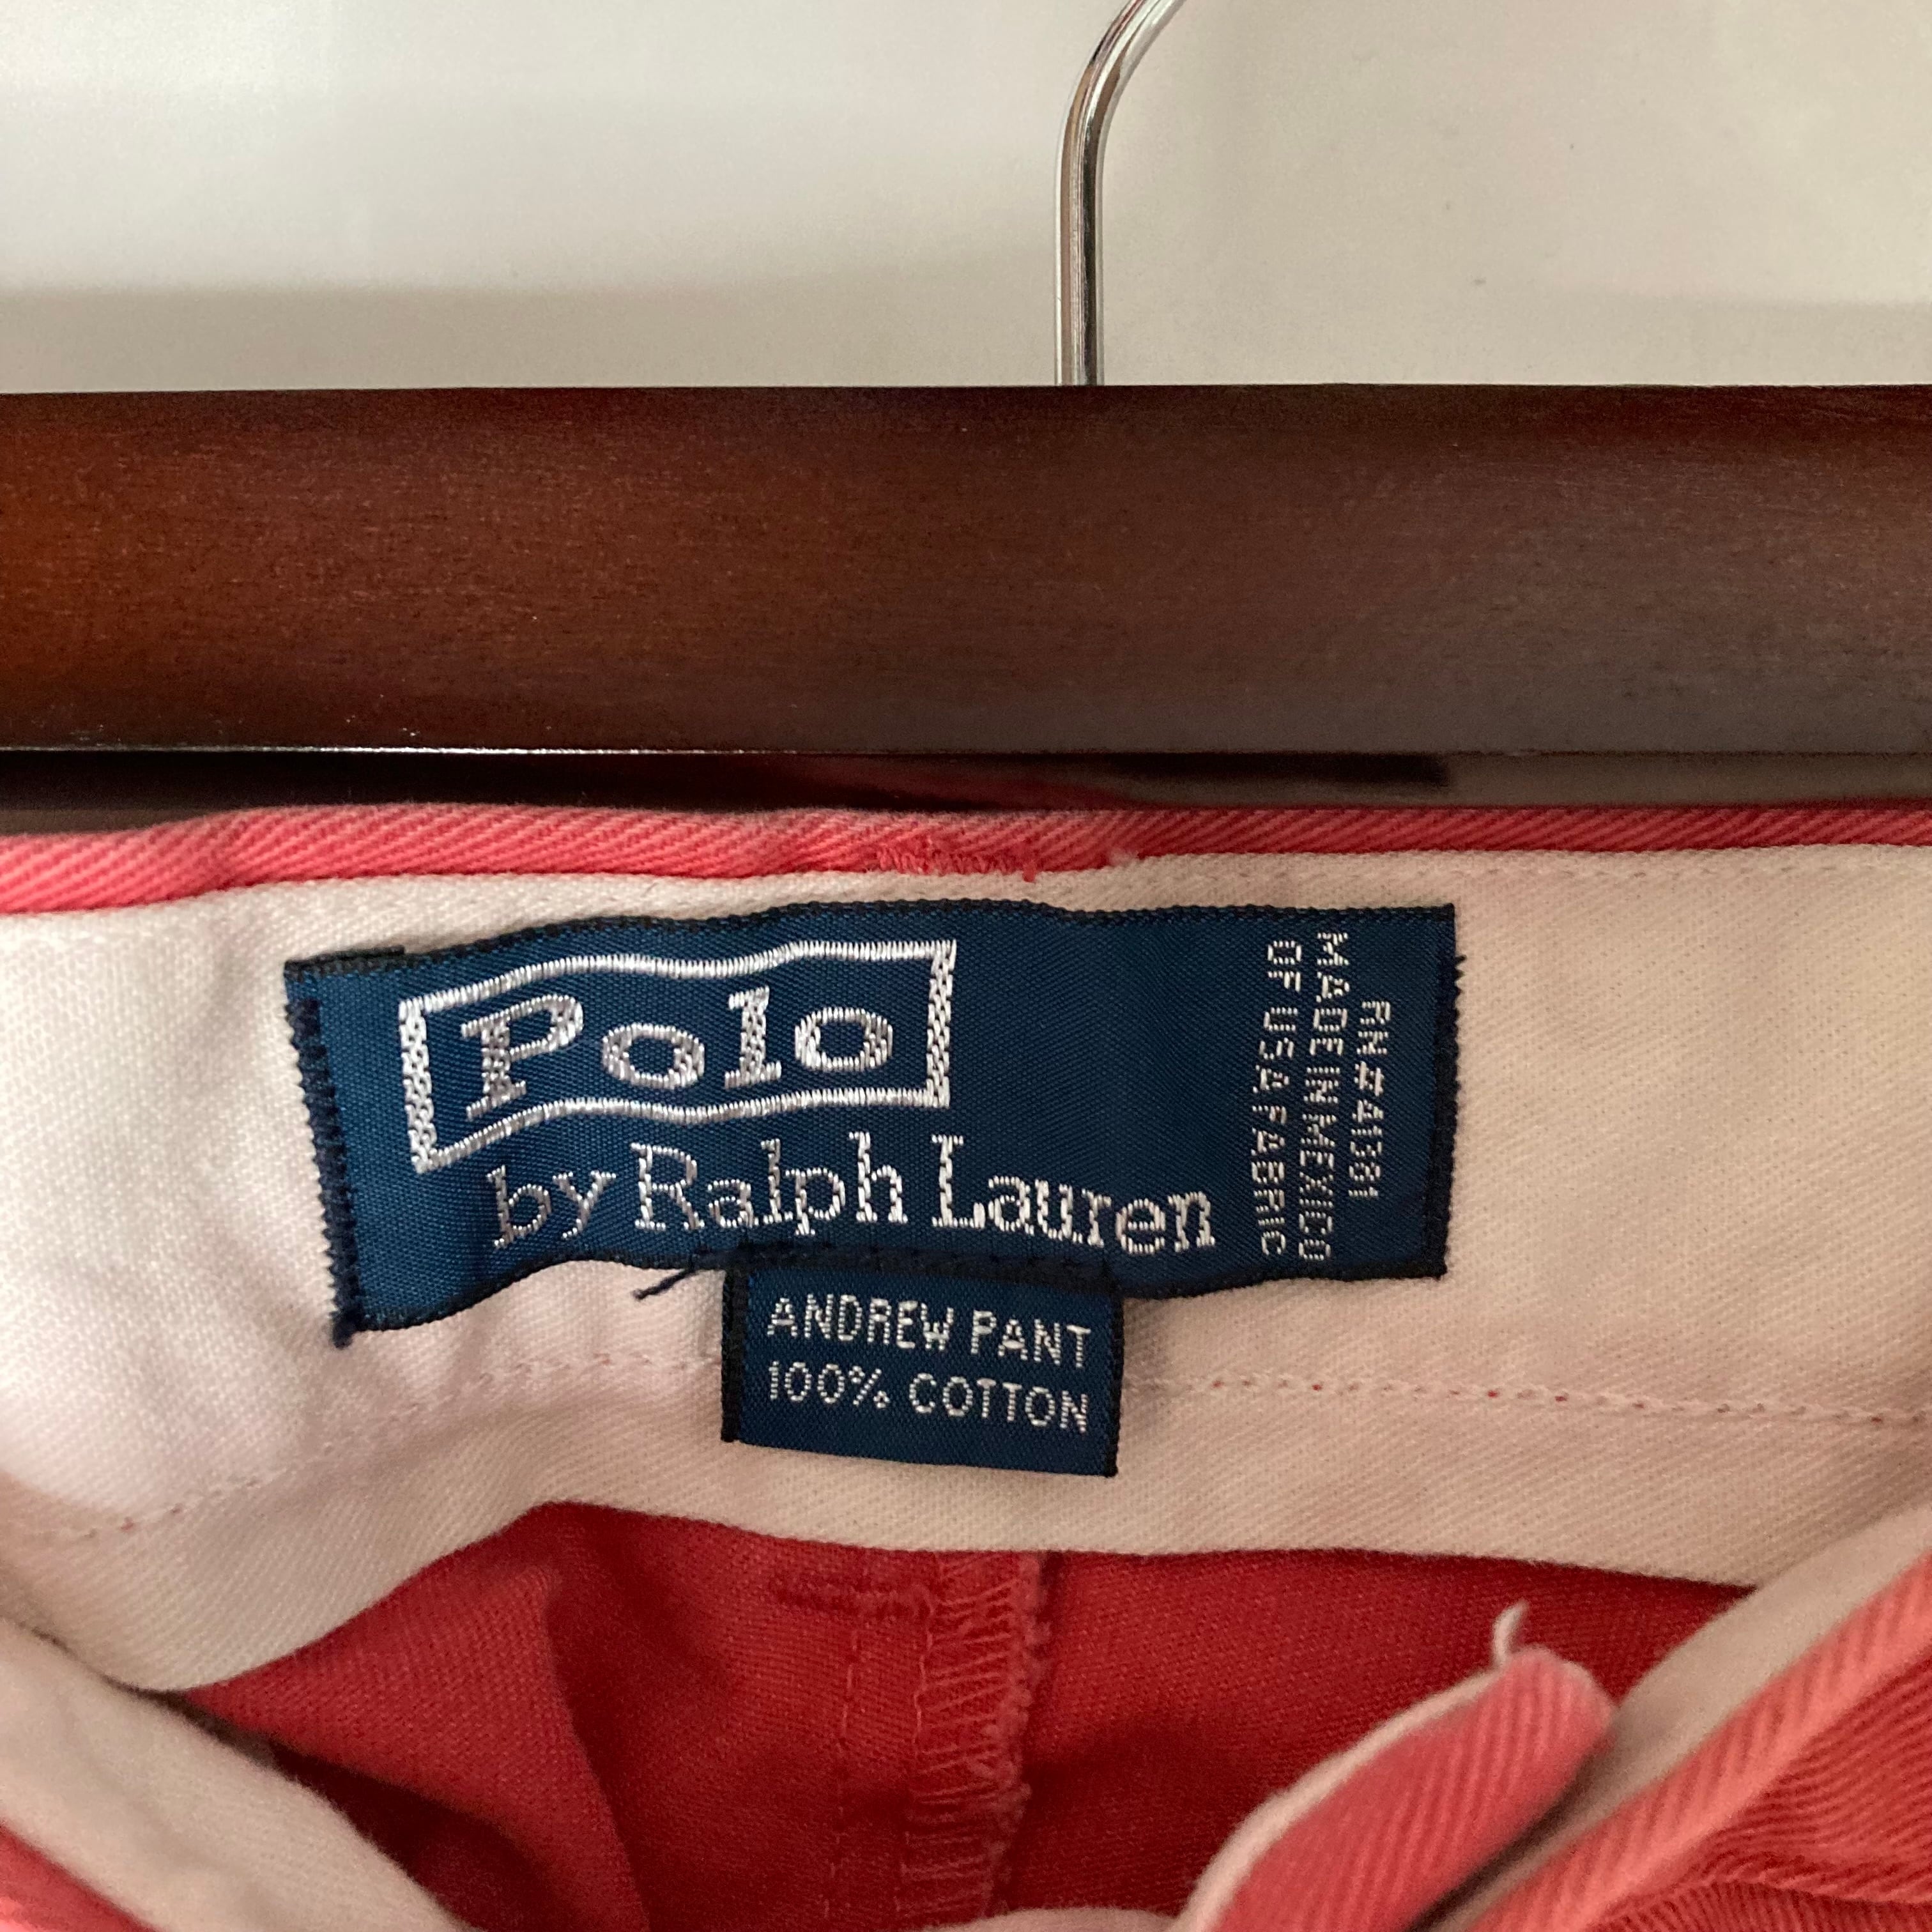 Polo
by Ralph Lauren
RN#41381
MADE IN MEXICO
OF USA FABRIC
ANDREW PANT
100% COTTON